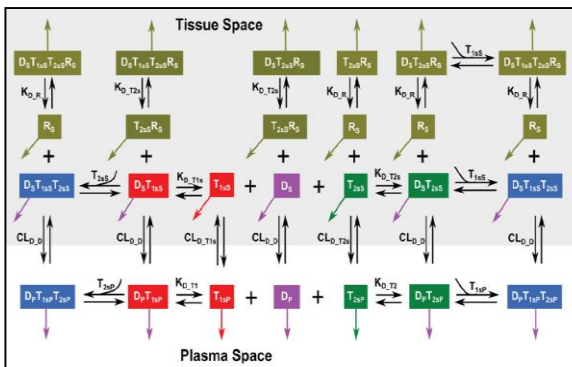 Tissue Space
DST1sST2sSRS DST1sST2sSRS DST2sSRS T2sSRS DST2sSRS T1sS DST1sST2sSRS
KD_R KD_T2s KD_T2s KD_R KD_R KD_R
RS T2sSRS T2sSRS RS RS RS
+ + + + + +
DST1sST2sS T2sS DST1sS KD_T1s T1sS + DS + T2sS KD_T2s DST2sS T1sS DST1sST2sS
CLD_D CLD_D CLD_T1s CLD_D CLD_T2s CLD_D CLD_D
DPT1sPT2sP T2sP DPT1sP KD_T1 T1sP + DP + T2sP KD_T2 DPT2sP T1sP DPT1sPT2sP
Plasma Space